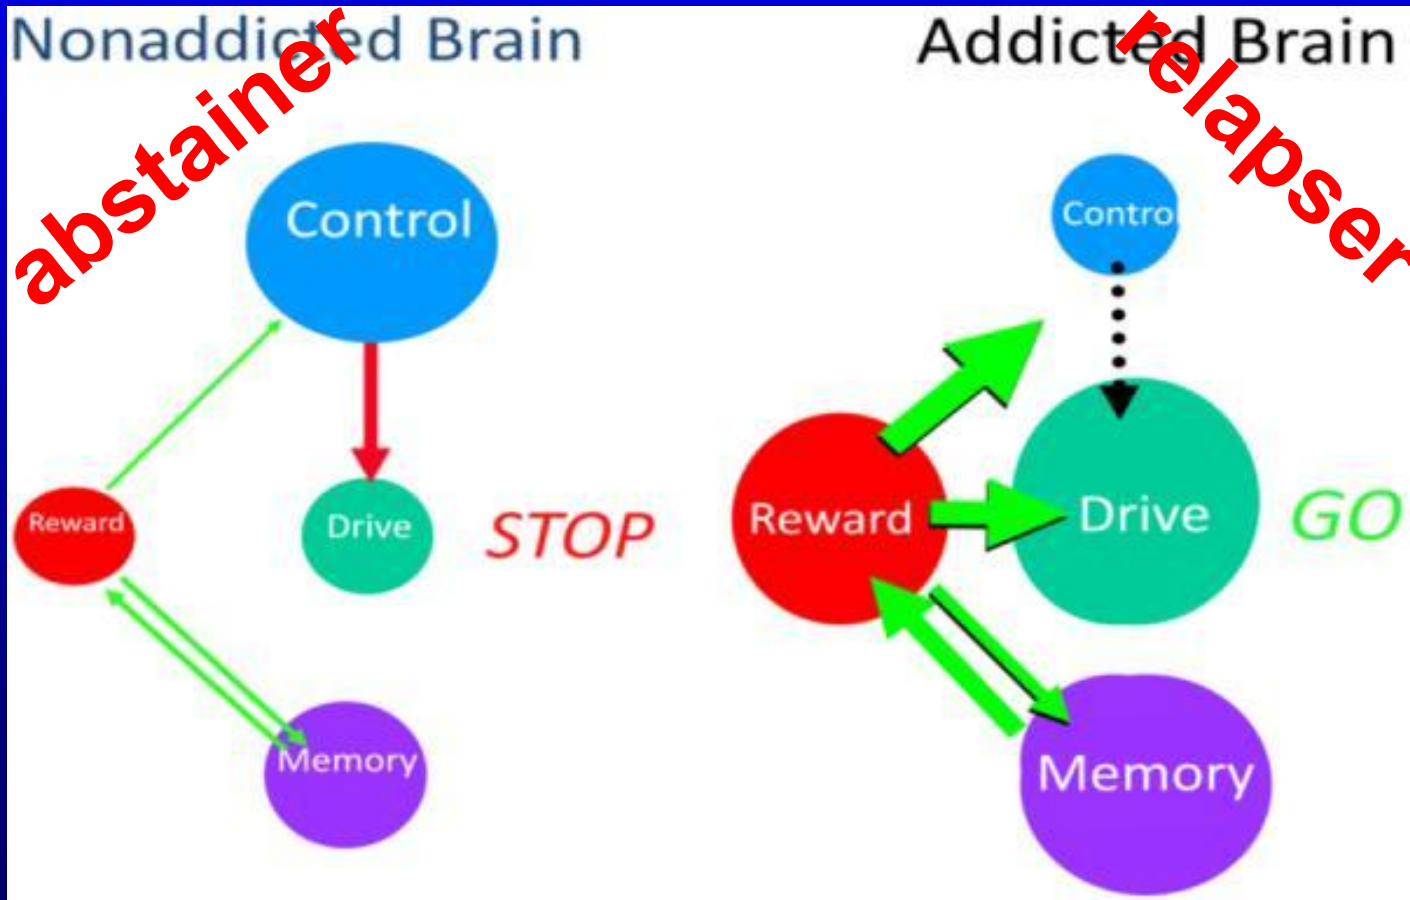 Nonaddicted Brain
abstainer
Control
Reward
Drive
STOP
Memory
Addicted Brain
relapser
Contro
Reward
Drive
GO
Memory